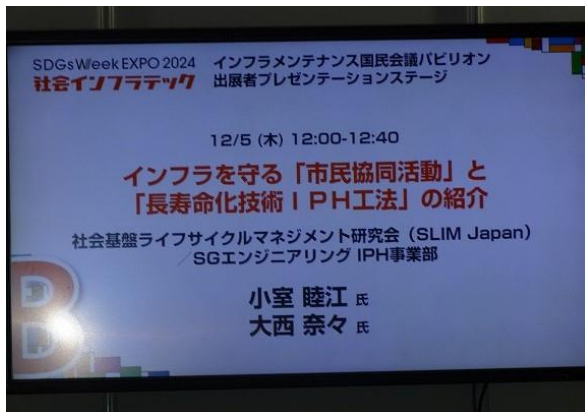 SDGsWeek EXPO 2024 インフラメンテナンス国民会議パビリオン
社会インフラテック 出展者プレゼンテーションステージ
12/5 (木) 12:00-12:40
インフラを守る「市民協同活動」と
「長寿命化技術ＩＰＨ工法」の紹介
社会基盤ライフサイクルマネジメント研究会（SLIM Japan）
／SGエンジニアリング IPH事業部
小室 睦江 氏
大西 奈々 氏
B